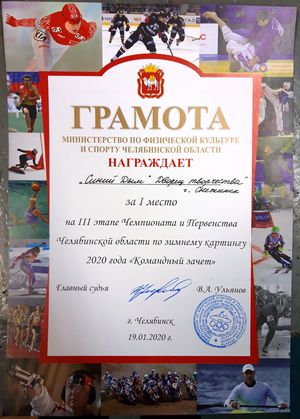 ГРАМОТА
МИНИСТЕРСТВО ПО ФИЗИЧЕСКОЙ КУЛЬТУРЕ
И СПОРТУ ЧЕЛЯБИНСКОЙ ОБЛАСТИ
НАГРАЖДАЕТ
"Синий Дым" Дворец творчества"
г. Снежинск
за I место
на III этапе Чемпионата и Первенства
Челябинской области по зимнему картингу
2020 года «Командный зачет»
Главный судья В.А. Ульянов
г. Челябинск
19.01.2020 г.